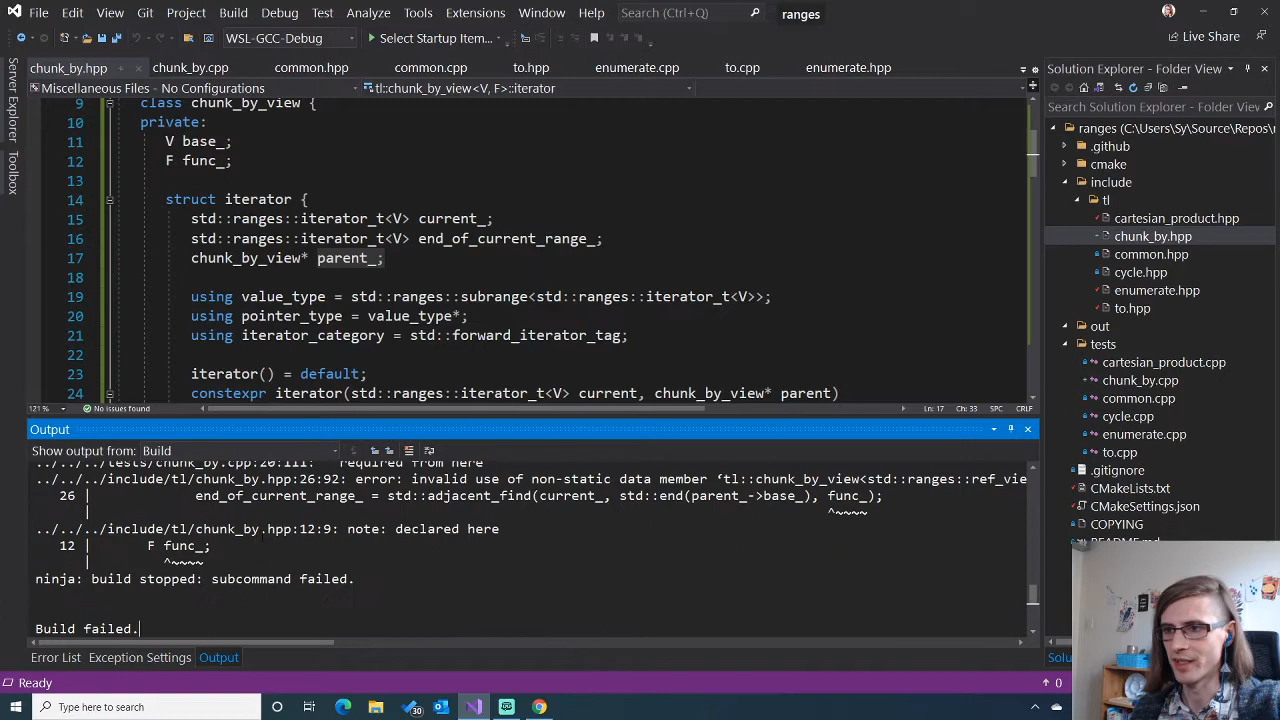 File Edit View Git Project Build Debug Test Analyze Tools Extensions Window Help Search (Ctrl+Q) ranges
WSL-GCC-Debug Select Startup Item... Live Share
Server Explorer
Toolbox
chunk_by.hpp chunk_by.cpp common.hpp common.cpp to.hpp enumerate.cpp to.cpp enumerate.hpp
Miscellaneous Files - No Configurations tl::chunk_by_view<V, F>::iterator
9 class chunk_by_view {
10 private:
11 V base_;
12 F func_;
13
14 struct iterator {
15 std::ranges::iterator_t<V> current_;
16 std::ranges::iterator_t<V> end_of_current_range_;
17 chunk_by_view* parent_;
18
19 using value_type = std::ranges::subrange<std::ranges::iterator_t<V>>;
20 using pointer_type = value_type*;
21 using iterator_category = std::forward_iterator_tag;
22
23 iterator() = default;
24 constexpr iterator(std::ranges::iterator_t<V> current, chunk_by_view* parent)
121 % No issues found Ln: 17 Ch: 33 SPC CRLF
Output
Show output from: Build
../../../tests/chunk_by.cpp:20:111: required from here
../../../include/tl/chunk_by.hpp:26:92: error: invalid use of non-static data member ‘tl::chunk_by_view<std::ranges::ref_vie
26 | end_of_current_range_ = std::adjacent_find(current_, std::end(parent_->base_), func_);
| ^~~~~
../../../include/tl/chunk_by.hpp:12:9: note: declared here
12 | F func_;
| ^~~~~
ninja: build stopped: subcommand failed.
Build failed.
Error List Exception Settings Output
Solution Explorer - Folder View
Search Solution Explorer - Folder View
ranges (C:\Users\Sy\Source\Repos\r
.github
cmake
include
tl
cartesian_product.hpp
chunk_by.hpp
common.hpp
cycle.hpp
enumerate.hpp
to.hpp
out
tests
cartesian_product.cpp
chunk_by.cpp
common.cpp
cycle.cpp
enumerate.cpp
to.cpp
.gitignore
CMakeLists.txt
CMakeSettings.json
COPYING
README.md
Solu
Ready 0
Type here to search 30